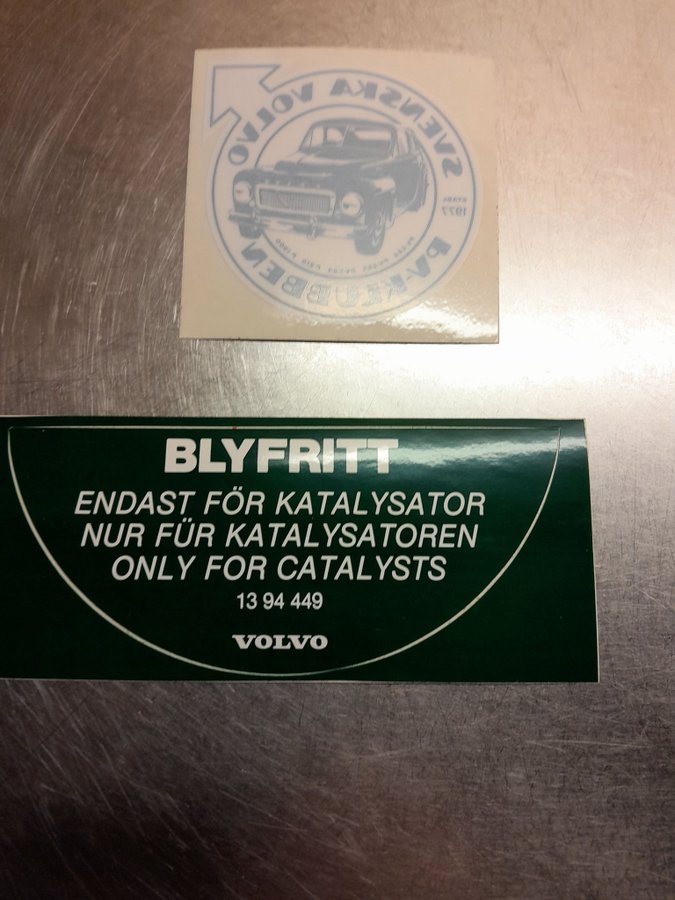 SVENSKA VOLVO
STARS
1977
PV-KLUBBEN
BLYFRITT
ENDAST FÖR KATALYSATOR
NUR FÜR KATALYSATOREN
ONLY FOR CATALYSTS
13 94 449
VOLVO